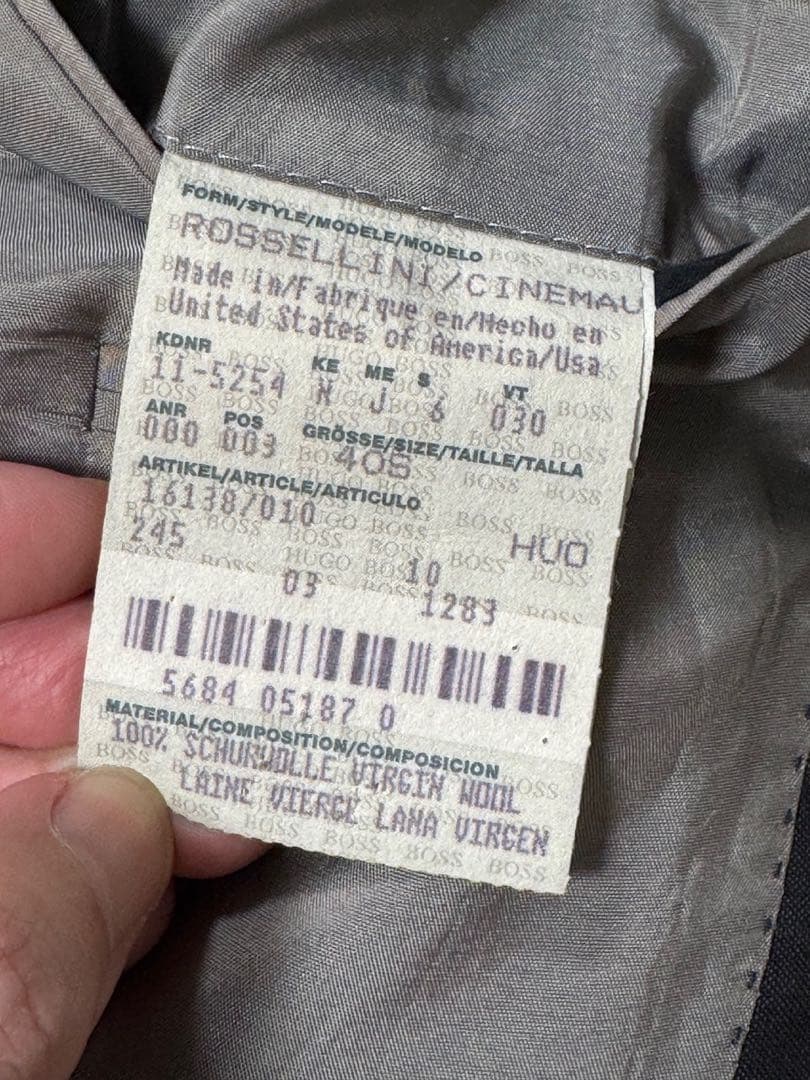 FORM/STYLE/MODELE/MODELO
ROSSELLINI/CINEMAU
Made in/Fabrique en/Hecho en
United States of America/Usa
KDNR KE ME S VT
11-5254 N J 6 030
ANR POS GRÖSSE/SIZE/TAILLE/TALLA
000 003 40S
ARTIKEL/ARTICLE/ARTICULO
161387010
245 HUO
03 10
1283
5684 05187 0
MATERIAL/COMPOSITION/COMPOSICION
100% SCHURWOLLE VIRGIN WOOL
LAINE VIERGE LANA VIRGEN